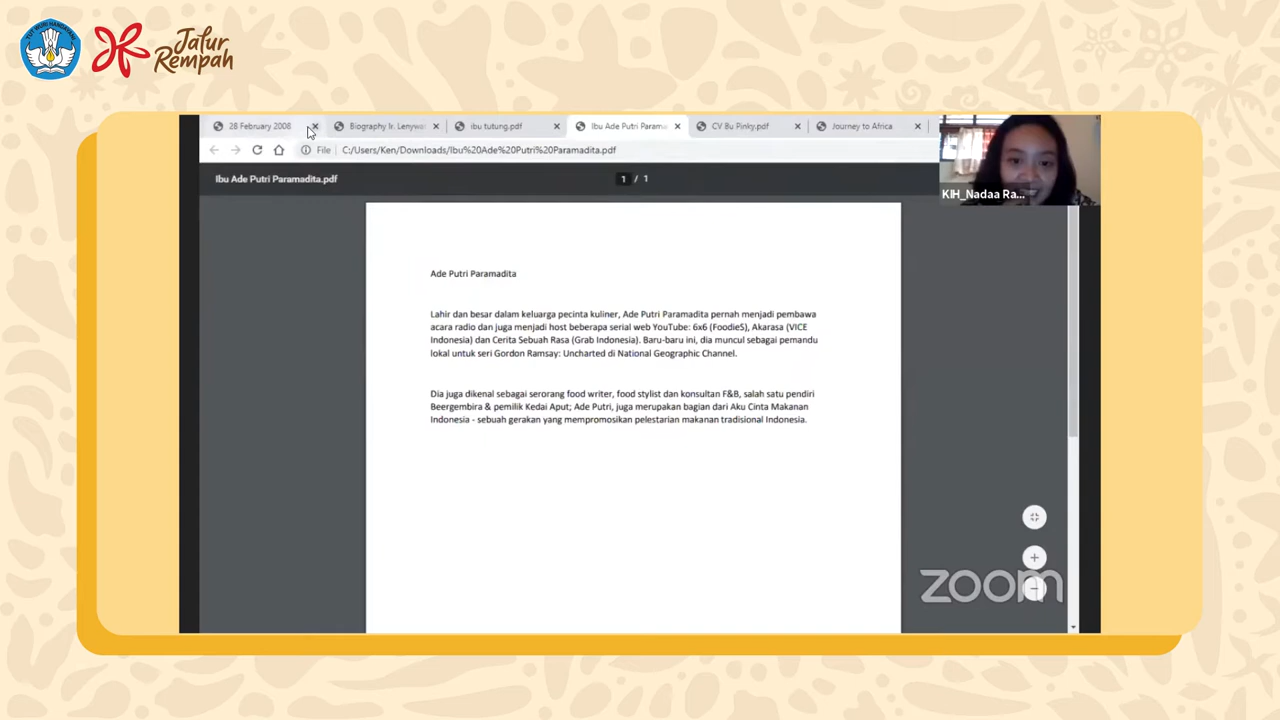 TUT WURI HANDAYANI
Jalur
Rempah
28 February 2008
Biography Ir. Lenywa
ibu tutung.pdf
Ibu Ade Putri Parama
CV Bu Pinky.pdf
Journey to Africa
File
C:/Users/Ken/Downloads/Ibu%20Ade%20Putri%20Paramadita.pdf
Ibu Ade Putri Paramadita.pdf
1 / 1
KIH_Nadaa Ra...
Ade Putri Paramadita
Lahir dan besar dalam keluarga pecinta kuliner, Ade Putri Paramadita pernah menjadi pembawa
acara radio dan juga menjadi host beberapa serial web YouTube: 6x6 (FoodieS), Akarasa (VICE
Indonesia) dan Cerita Sebuah Rasa (Grab Indonesia). Baru-baru ini, dia muncul sebagai pemandu
lokal untuk seri Gordon Ramsay: Uncharted di National Geographic Channel.
Dia juga dikenal sebagai serorang food writer, food stylist dan konsultan F&B, salah satu pendiri
Beergembira & pemilik Kedai Aput; Ade Putri, juga merupakan bagian dari Aku Cinta Makanan
Indonesia - sebuah gerakan yang mempromosikan pelestarian makanan tradisional Indonesia.
zoom